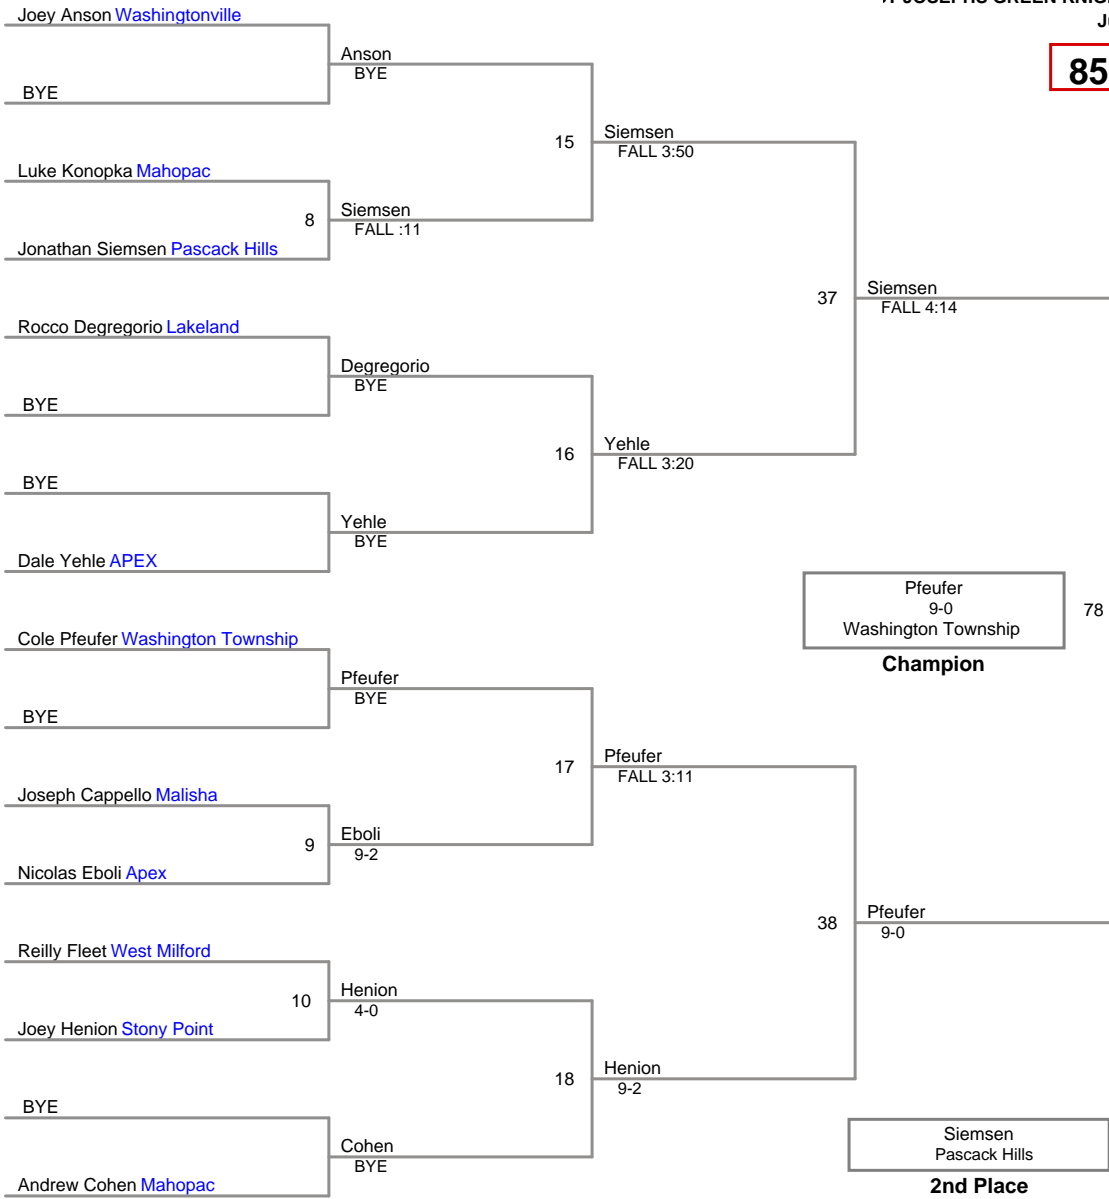 JOSEPHS GREEN
85
Joey Anson Washingtonville
Anson
BYE
BYE
15
Siemsen
FALL 3:50
Luke Konopka Mahopac
8
Siemsen
FALL :11
Jonathan Siemsen Pascack Hills
37
Siemsen
FALL 4:14
Rocco Degregorio Lakeland
Degregorio
BYE
BYE
16
Yehle
FALL 3:20
BYE
Yehle
BYE
Dale Yehle APEX
Pfeufer
9-0
Washington Township
78
Champion
Cole Pfeufer Washington Township
Pfeufer
BYE
BYE
17
Pfeufer
FALL 3:11
Joseph Cappello Malisha
9
Eboli
9-2
Nicolas Eboli Apex
38
Pfeufer
9-0
Reilly Fleet West Milford
10
Henion
4-0
Joey Henion Stony Point
18
Henion
9-2
BYE
Cohen
BYE
Andrew Cohen Mahopac
Siemsen
Pascack Hills
2nd Place